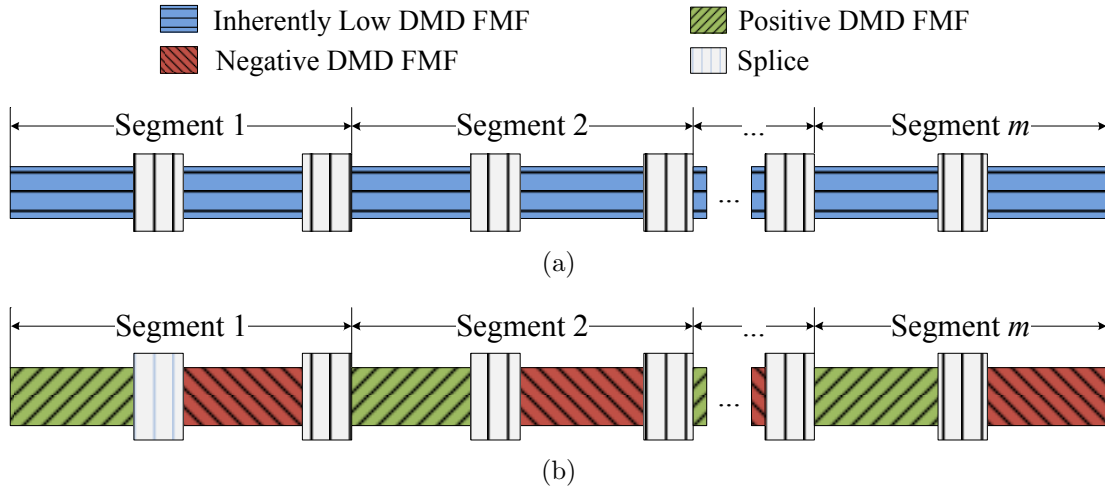 Inherently Low DMD FMF Positive DMD FMF
Negative DMD FMF Splice
Segment 1 Segment 2 ... Segment m
...
(a)
Segment 1 Segment 2 ... Segment m
...
(b)